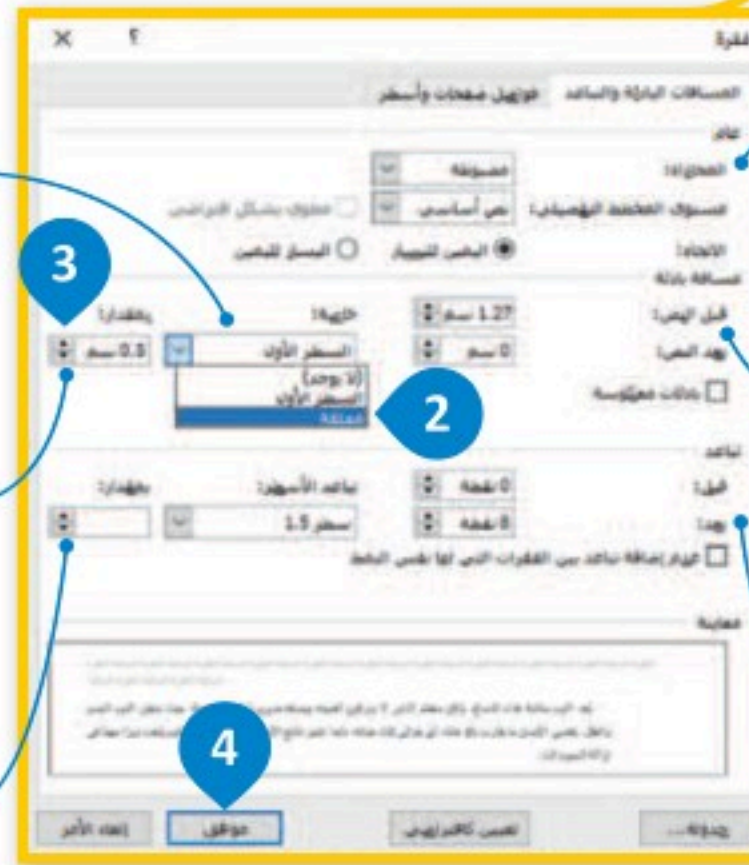 فقرة
المسافات البادئة والتباعد
فواصل صفحات وأسطر
عام
المحاذاة: مضبوطة
مستوى المخطط التفصيلي: نص أساسي مطوي بشكل افتراضي
الاتجاه: اليمين لليسار اليسار لليمين
مسافة بادئة
قبل النص: 1.27 سم خاصة: بمقدار:
بعد النص: 0 سم السطر الأول 0.5 سم 3
(لا يوجد)
بادئات معكوسة السطر الأول
معلقة 2
تباعد
قبل: 0 نقطة تباعد الأسطر: بمقدار:
بعد: 8 نقطة سطر 1.5
عدم إضافة تباعد بين الفقرات التي لها نفس النمط
معاينة
4
جدولة... تعيين كافتراضي موافق إلغاء الأمر